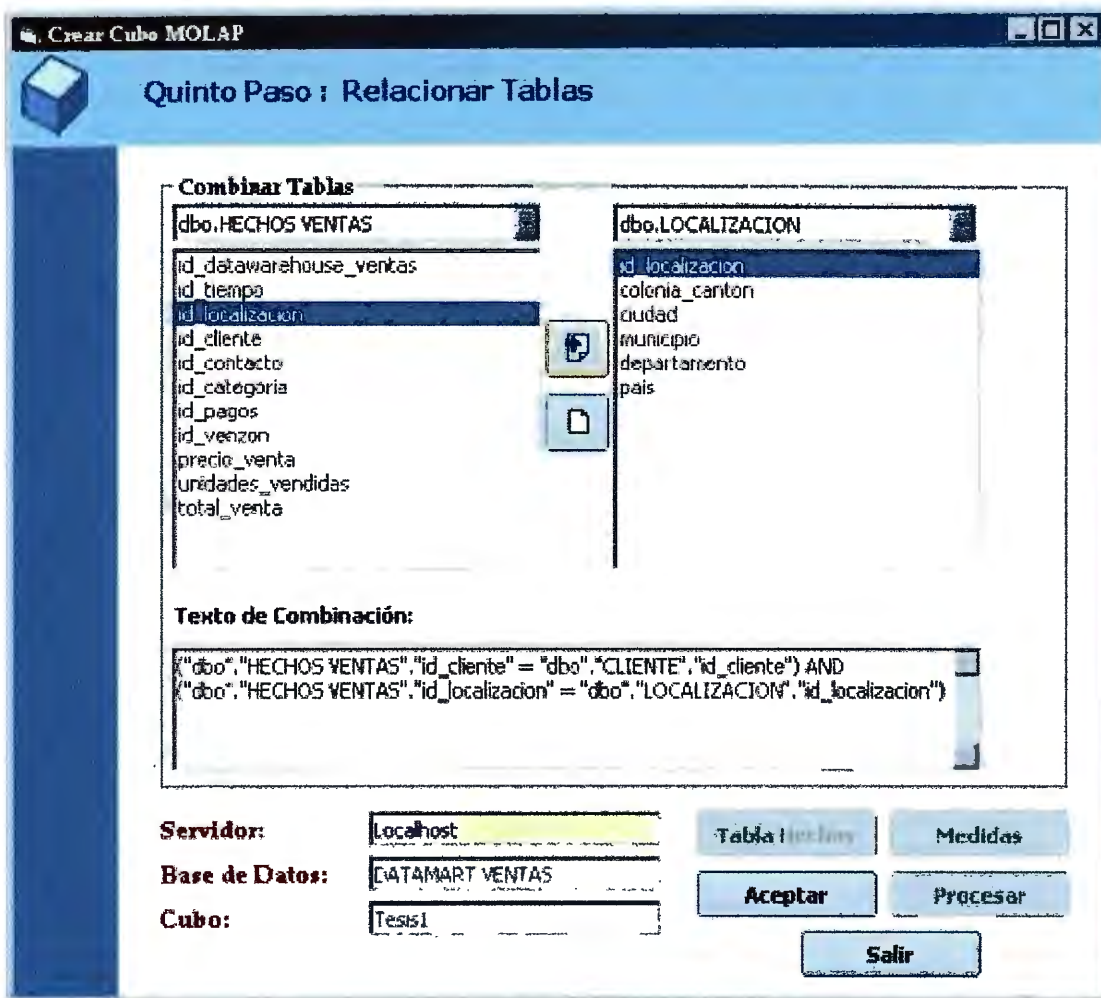 Crear Cubo MOLAP
Quinto Paso : Relacionar Tablas
Combinar Tablas
dbo.HECHOS VENTAS
id_datawarehouse_ventas
id_tiempo
id_localizacion
id_cliente
id_contacto
id_categoria
id_pagos
id_venzon
precio_venta
unidades_vendidas
total_venta
dbo.LOCALIZACION
id_localizacion
colonia_canton
ciudad
municipio
departamento
pais
Texto de Combinación:
("dbo"."HECHOS VENTAS"."id_cliente" = "dbo"."CLIENTE"."id_cliente") AND
("dbo"."HECHOS VENTAS"."id_localizacion" = "dbo"."LOCALIZACION"."id_localizacion")
Servidor: Localhost
Base de Datos: DATAMART VENTAS
Cubo: Tesis1
Tabla Hechos
Medidas
Aceptar
Procesar
Salir